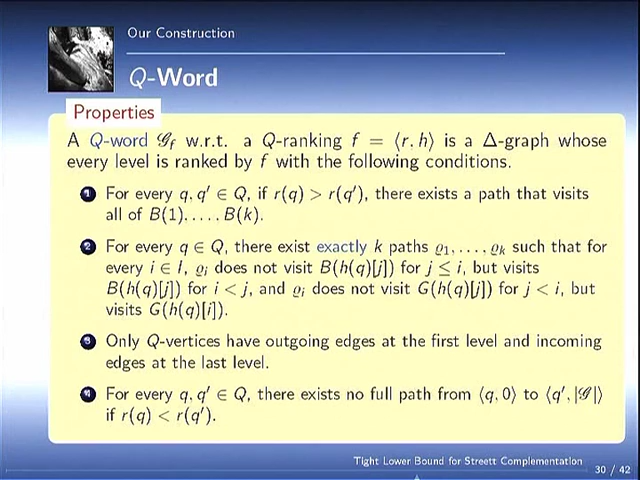 Our Construction
Q-Word
Properties
A Q-word 𝒢f w.r.t. a Q-ranking f = ⟨r, h⟩ is a Δ-graph whose
every level is ranked by f with the following conditions.
1 For every q, q′ ∈ Q, if r(q) > r(q′), there exists a path that visits
all of B(1), . . . , B(k).
2 For every q ∈ Q, there exist exactly k paths ϱ1, . . . , ϱk such that for
every i ∈ I, ϱi does not visit B(h(q)[j]) for j ≤ i, but visits
B(h(q)[j]) for i < j, and ϱi does not visit G(h(q)[j]) for j < i, but
visits G(h(q)[i]).
3 Only Q-vertices have outgoing edges at the first level and incoming
edges at the last level.
4 For every q, q′ ∈ Q, there exists no full path from ⟨q, 0⟩ to ⟨q′, |𝒢|⟩
if r(q) < r(q′).
Tight Lower Bound for Streett Complementation
30 / 42